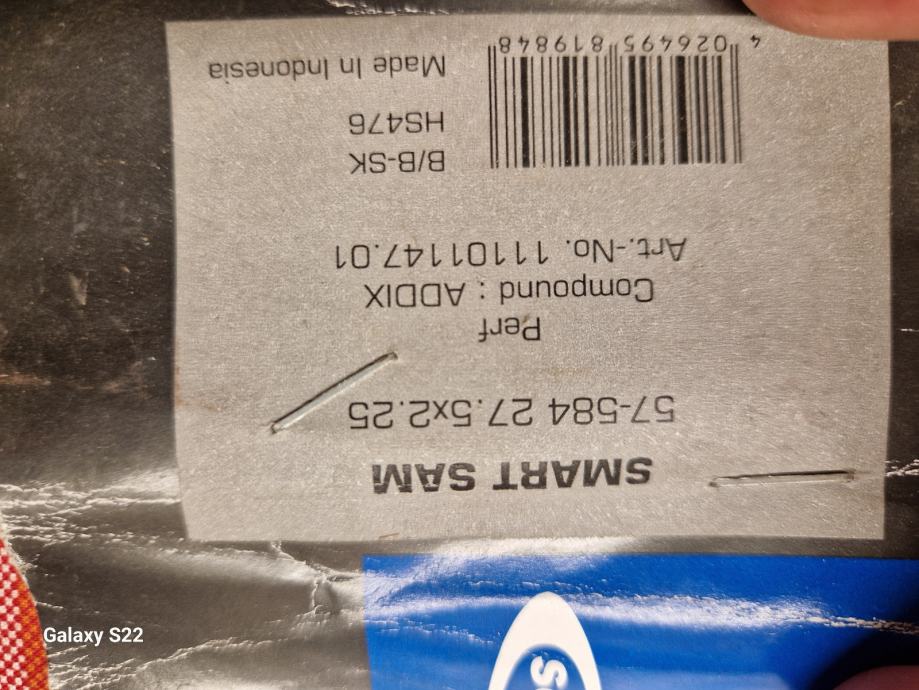 SMART SAM
57-584 27.5x2.25
Perf
Compound : ADDIX
Art.-No. 11101147.01
B/B-SK
HS476
Made In Indonesia
4 026495 819848
Galaxy S22